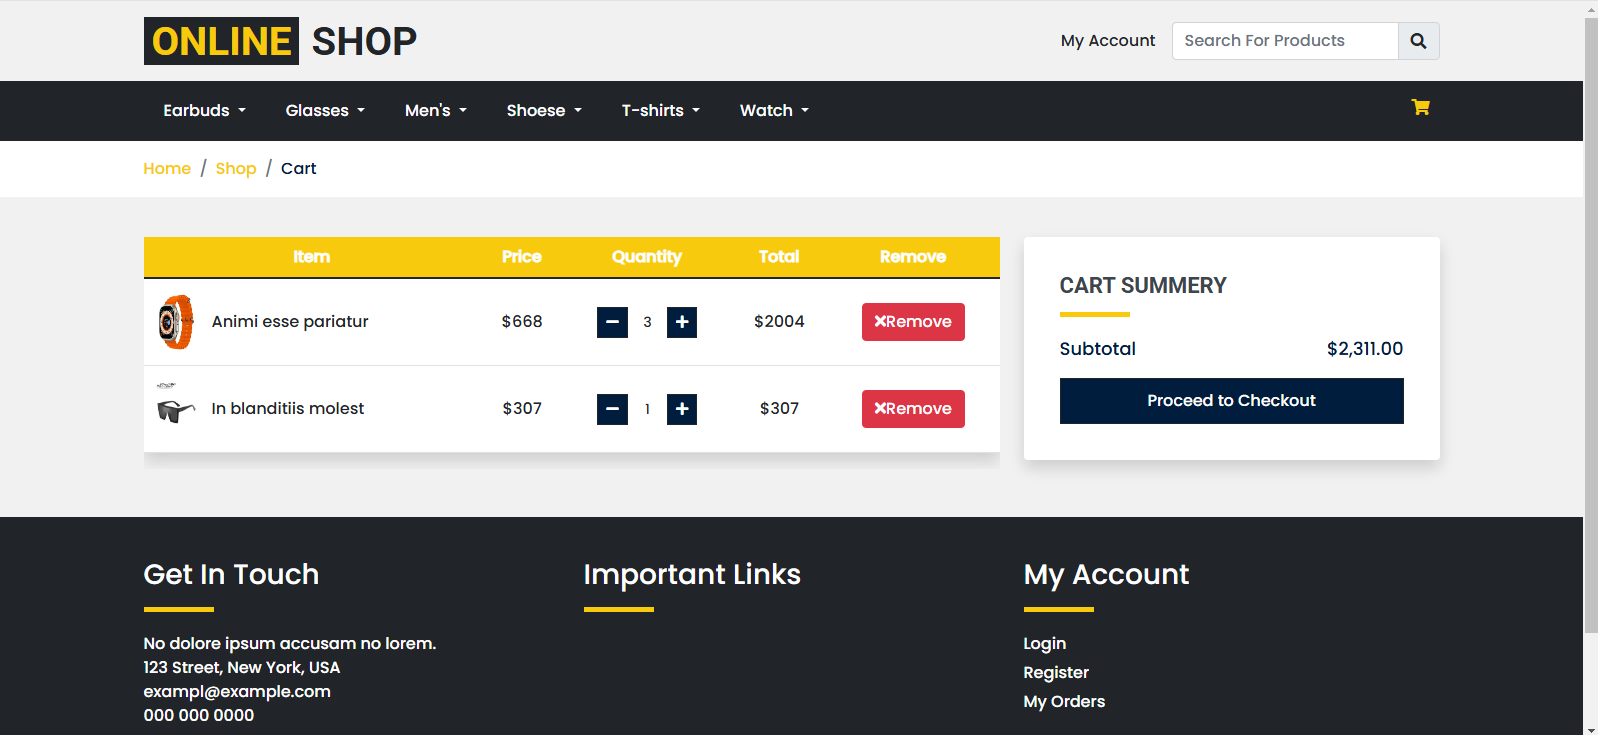 ONLINE SHOP
My Account
Search For Products
Earbuds Glasses Men's Shoese T-shirts Watch
Home / Shop / Cart
Item Price Quantity Total Remove
Animi esse pariatur $668 3 $2004 Remove
In blanditiis molest $307 1 $307 Remove
CART SUMMERY
Subtotal $2,311.00
Proceed to Checkout
Get In Touch
No dolore ipsum accusam no lorem.
123 Street, New York, USA
exampl@example.com
000 000 0000
Important Links
My Account
Login
Register
My Orders